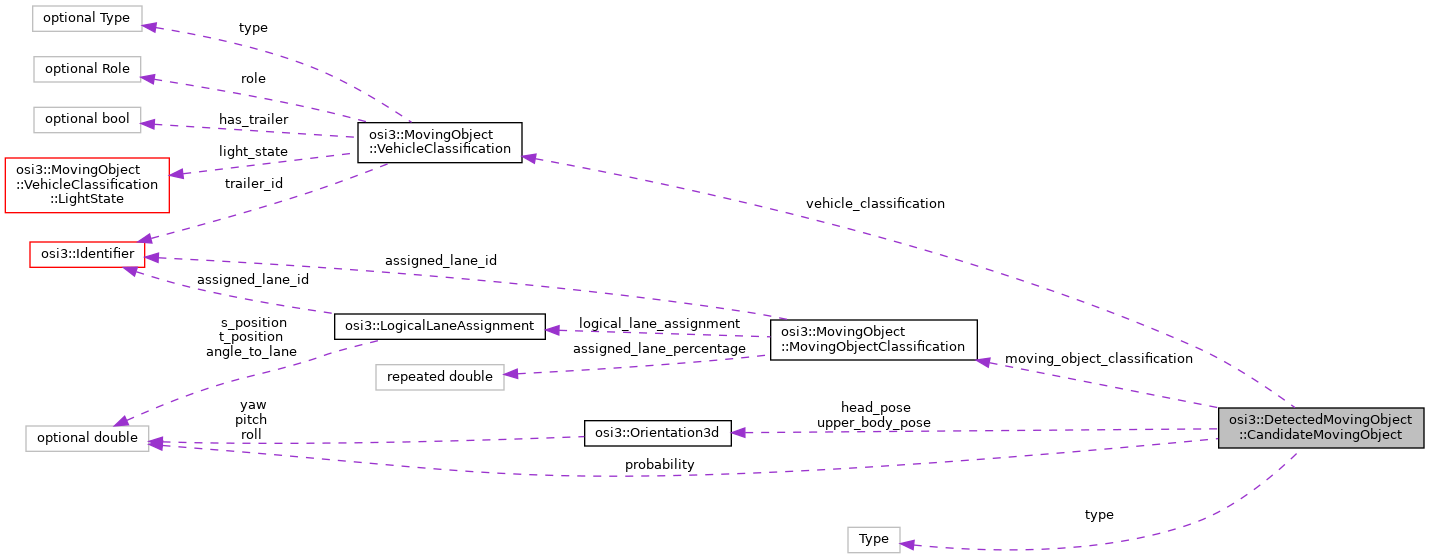 optional Type
type
optional Role
role
optional bool
has_trailer
osi3::MovingObject
::VehicleClassification
osi3::MovingObject
::VehicleClassification
::LightState
light_state
trailer_id
vehicle_classification
osi3::Identifier
assigned_lane_id
assigned_lane_id
osi3::LogicalLaneAssignment
logical_lane_assignment
osi3::MovingObject
::MovingObjectClassification
s_position
t_position
angle_to_lane
assigned_lane_percentage
repeated double
moving_object_classification
optional double
yaw
pitch
roll
osi3::Orientation3d
head_pose
upper_body_pose
osi3::DetectedMovingObject
::CandidateMovingObject
probability
type
Type